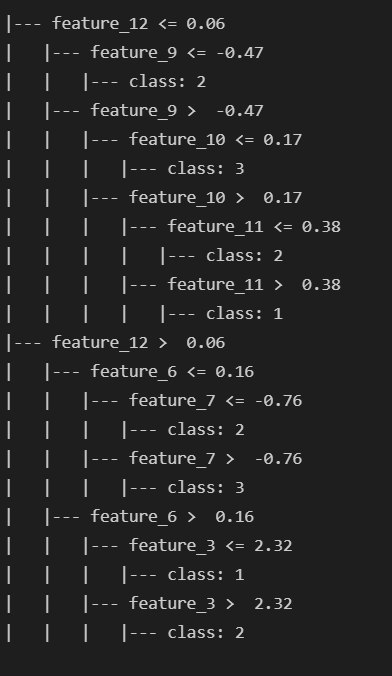 |--- feature_12 <= 0.06
|   |--- feature_9 <= -0.47
|   |   |--- class: 2
|   |--- feature_9 >  -0.47
|   |   |--- feature_10 <= 0.17
|   |   |   |--- class: 3
|   |   |--- feature_10 >  0.17
|   |   |   |--- feature_11 <= 0.38
|   |   |   |   |--- class: 2
|   |   |   |--- feature_11 >  0.38
|   |   |   |   |--- class: 1
|--- feature_12 >  0.06
|   |--- feature_6 <= 0.16
|   |   |--- feature_7 <= -0.76
|   |   |   |--- class: 2
|   |   |--- feature_7 >  -0.76
|   |   |   |--- class: 3
|   |--- feature_6 >  0.16
|   |   |--- feature_3 <= 2.32
|   |   |   |--- class: 1
|   |   |--- feature_3 >  2.32
|   |   |   |--- class: 2